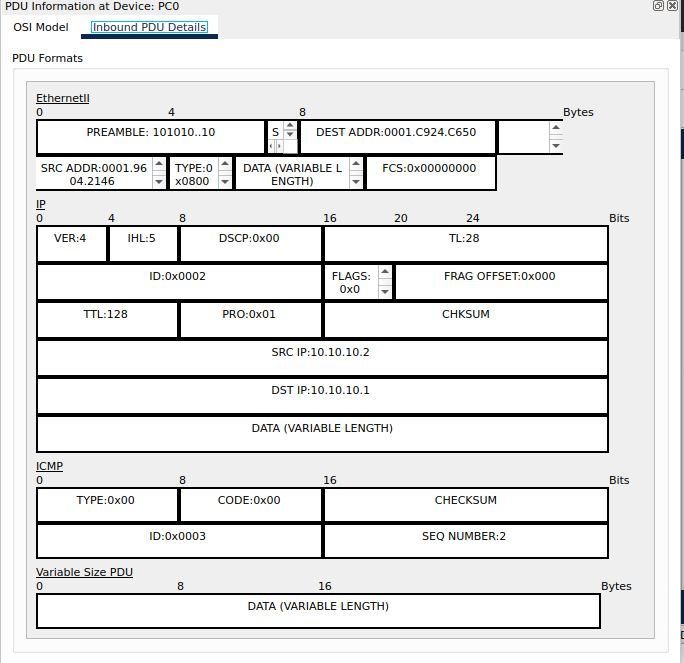 PDU Information at Device: PC0
OSI Model Inbound PDU Details
PDU Formats
EthernetII
0 4 8 Bytes
PREAMBLE: 101010..10 S DEST ADDR:0001.C924.C650
SRC ADDR:0001.96 TYPE:0 DATA (VARIABLE L FCS:0x00000000
04.2146 x0800 ENGTH)
IP
0 4 8 16 20 24 Bits
VER:4 IHL:5 DSCP:0x00 TL:28
ID:0x0002 FLAGS: FRAG OFFSET:0x000
0x0
TTL:128 PRO:0x01 CHKSUM
SRC IP:10.10.10.2
DST IP:10.10.10.1
DATA (VARIABLE LENGTH)
ICMP
0 8 16 Bits
TYPE:0x00 CODE:0x00 CHECKSUM
ID:0x0003 SEQ NUMBER:2
Variable Size PDU
0 8 16 Bytes
DATA (VARIABLE LENGTH)